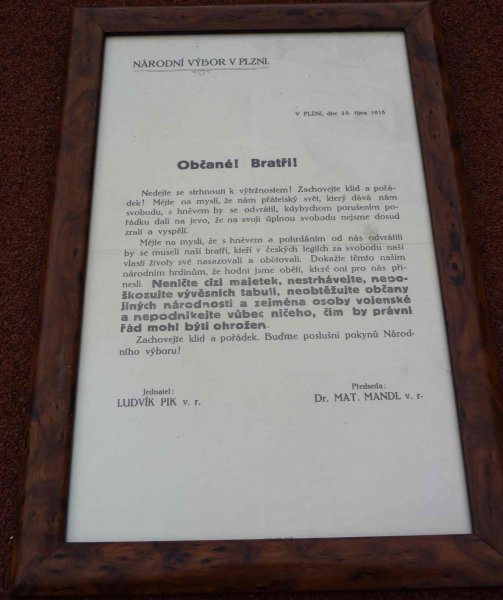 NÁRODNÍ VÝBOR V PLZNI.
V PLZNI, dne 29. října 1918
Občané! Bratři!
Nedejte se strhnouti k výtržnostem! Zachovejte klid a pořá-
dek! Mějte na mysli, že nám přátelský svět, který dává nám
svobodu, s hněvem by se odvrátil, kdybychom porušením po-
řádku dali na jevo, že na svoji úplnou svobodu nejsme dosud
zralí a vyspělí.
Mějte na mysli, že s hněvem a pohrdáním od nás odvrátiti
by se museli naši bratři, kteří v českých legiích za svobodu naší
vlasti životy své nasazovali a obětovali. Dokažte těmto našim
národním hrdinům, že hodni jsme obětí, které oni pro nás při-
nesli. Neničte cizí majetek, nestrhávejte, nepo-
škozujte vývěsních tabulí, neobtěžujte občany
jiných národností a zejména osoby vojenské
a nepodnikejte vůbec ničeho, čím by právní
řád mohl býti ohrožen.
Zachovejte klid a pořádek. Buďme poslušni pokynů Národ-
ního výboru!
Jednatel:
LUDVÍK PIK v. r.
Předseda:
Dr. MAT. MANDL v. r.